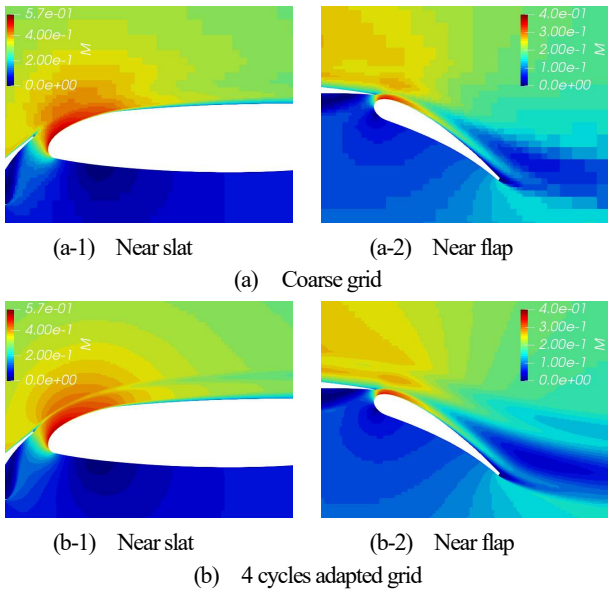 5.7e-01
4.00e-1
2.00e-1
0.0e+00
M
4.0e-01
3.00e-1
2.00e-1
1.00e-1
0.0e+00
M
(a-1) Near slat
(a-2) Near flap
(a) Coarse grid
5.7e-01
4.00e-1
2.00e-1
0.0e+00
M
4.0e-01
3.00e-1
2.00e-1
1.00e-1
0.0e+00
M
(b-1) Near slat
(b-2) Near flap
(b) 4 cycles adapted grid